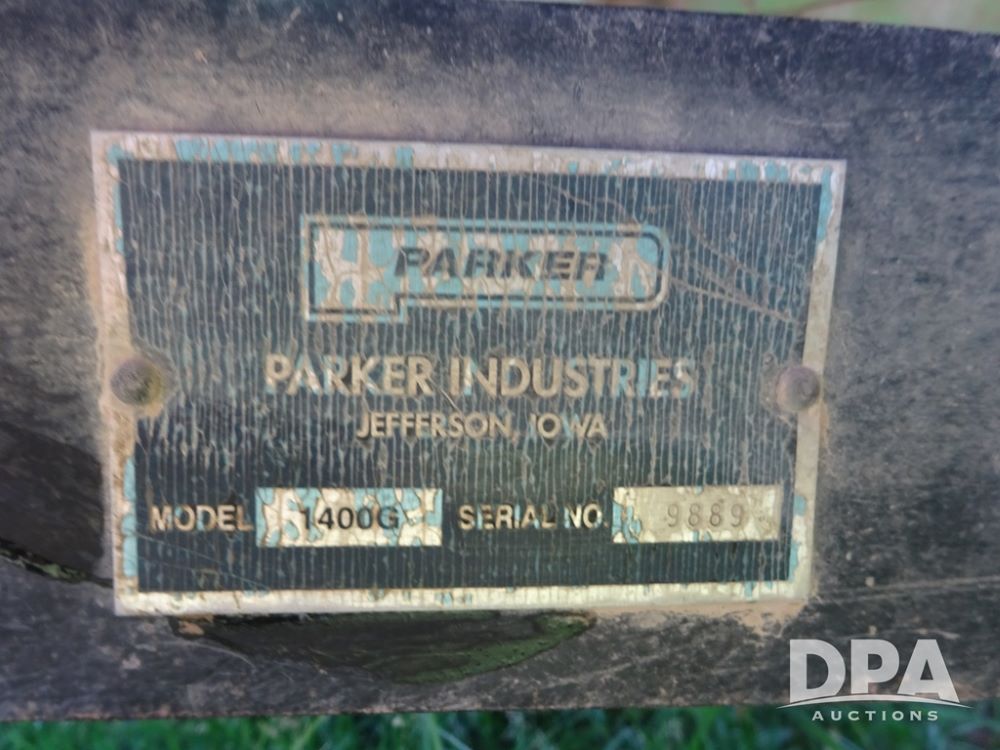 PARKER
PARKER INDUSTRIES
JEFFERSON, IOWA
MODEL 1400G SERIAL NO. 9889
DPA
AUCTIONS